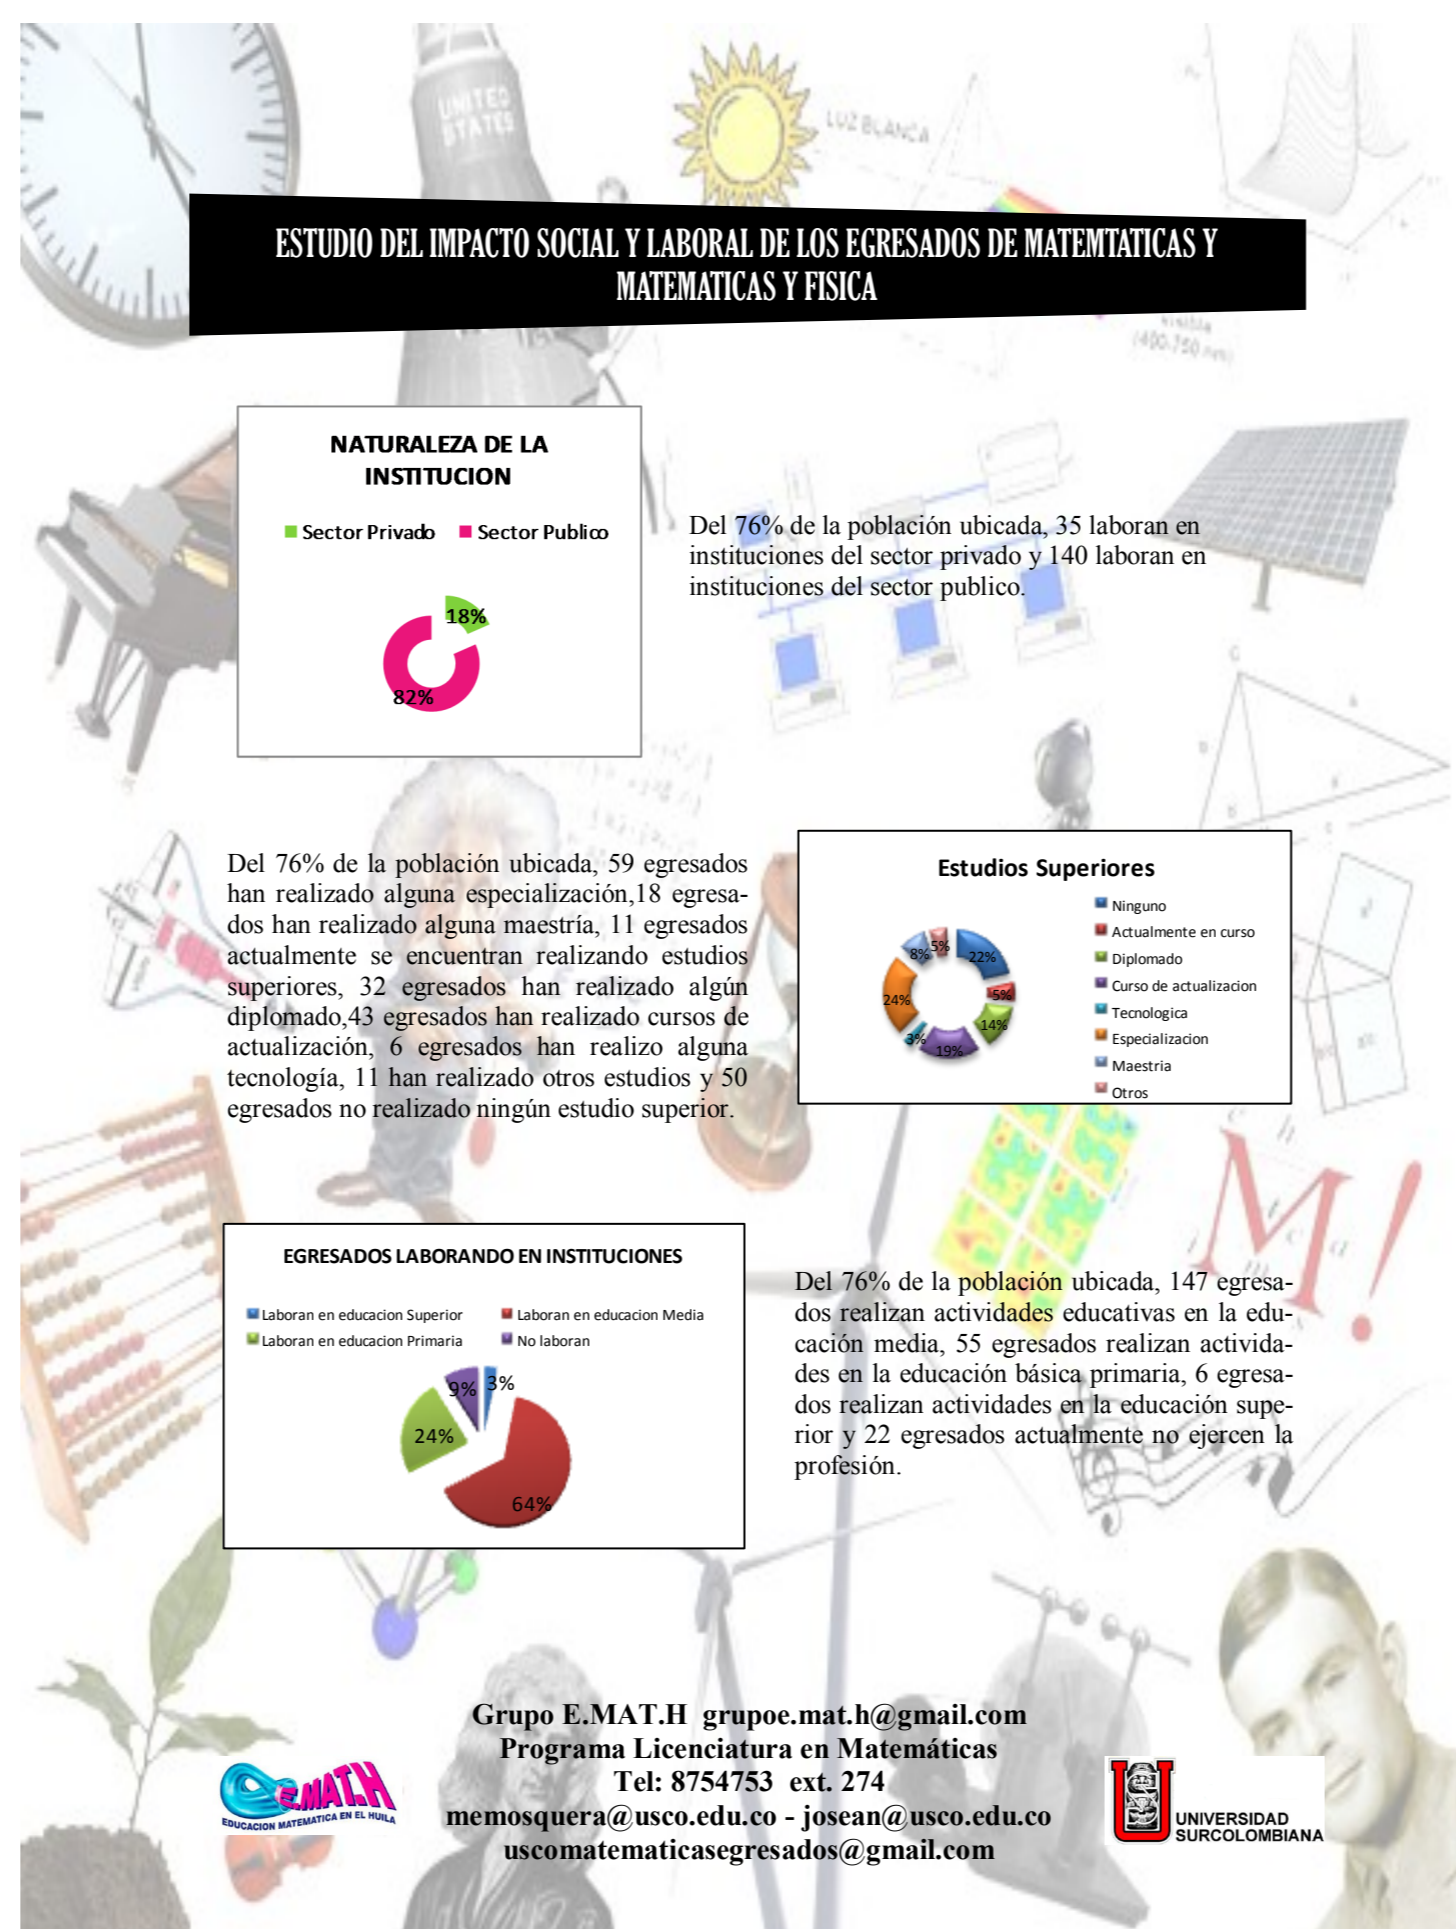 UNITED
STATES
LUZ BLANCA
ESTUDIO DEL IMPACTO SOCIAL Y LABORAL DE LOS EGRESADOS DE MATEMTATICAS Y
MATEMATICAS Y FISICA
(400-750 nm)
NATURALEZA DE LA
INSTITUCION
Sector Privado Sector Publico
18%
82%
Del 76% de la población ubicada, 35 laboran en
instituciones del sector privado y 140 laboran en
instituciones del sector publico.
Del 76% de la población ubicada, 59 egresados
han realizado alguna especialización,18 egresa-
dos han realizado alguna maestría, 11 egresados
actualmente se encuentran realizando estudios
superiores, 32 egresados han realizado algún
diplomado,43 egresados han realizado cursos de
actualización, 6 egresados han realizo alguna
tecnología, 11 han realizado otros estudios y 50
egresados no realizado ningún estudio superior.
Estudios Superiores
Ninguno
Actualmente en curso
Diplomado
Curso de actualizacion
Tecnologica
Especializacion
Maestria
Otros
22%
5%
14%
19%
3%
24%
8%
5%
EGRESADOS LABORANDO EN INSTITUCIONES
Laboran en educacion Superior Laboran en educacion Media
Laboran en educacion Primaria No laboran
3%
64%
24%
9%
Del 76% de la población ubicada, 147 egresa-
dos realizan actividades educativas en la edu-
cación media, 55 egresados realizan activida-
des en la educación básica primaria, 6 egresa-
dos realizan actividades en la educación supe-
rior y 22 egresados actualmente no ejercen la
profesión.
Grupo E.MAT.H grupoe.mat.h@gmail.com
Programa Licenciatura en Matemáticas
Tel: 8754753 ext. 274
memosquera@usco.edu.co - josean@usco.edu.co
uscomatematicasegresados@gmail.com
E.MAT.H
EDUCACION MATEMATICA EN EL HUILA
UNIVERSIDAD
SURCOLOMBIANA